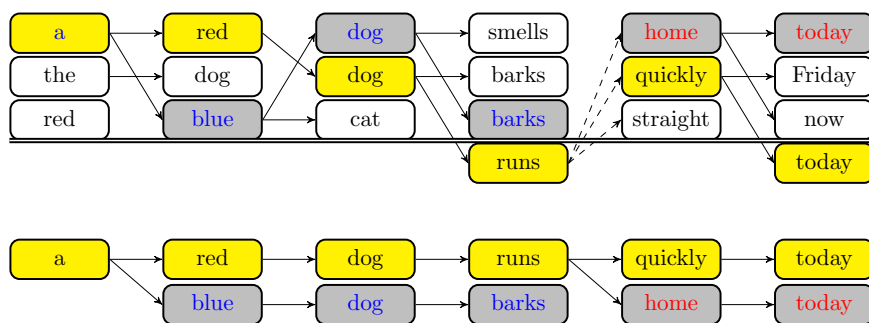 a red dog smells home today
the dog dog barks quickly Friday
red blue cat barks straight now
runs today
a red dog runs quickly today
blue dog barks home today